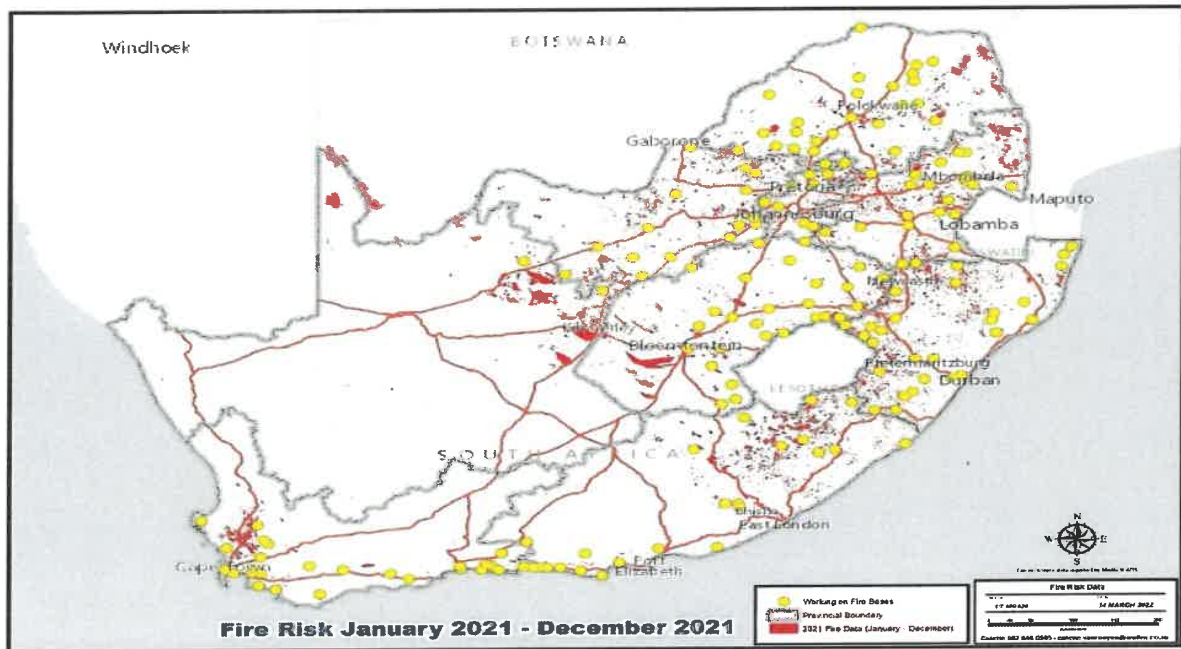 Windhoek
BOTSWANA
Polokwane
Gaborone
Mbombela
Pretoria
Maputo
Johannesburg
Lobamba
Newcastle
Kimberley
Bloemfontein
Pietermaritzburg
LESOTHO
Durban
SOUTH AFRICA
Bhisho
East London
Cape Town
Port
Elizabeth
N
W E
S
Working on Fire Bases
Provincial Boundary
2021 Fire Data (January - December)
Fire Risk Data
14 MARCH 2022
Fire Risk January 2021 - December 2021